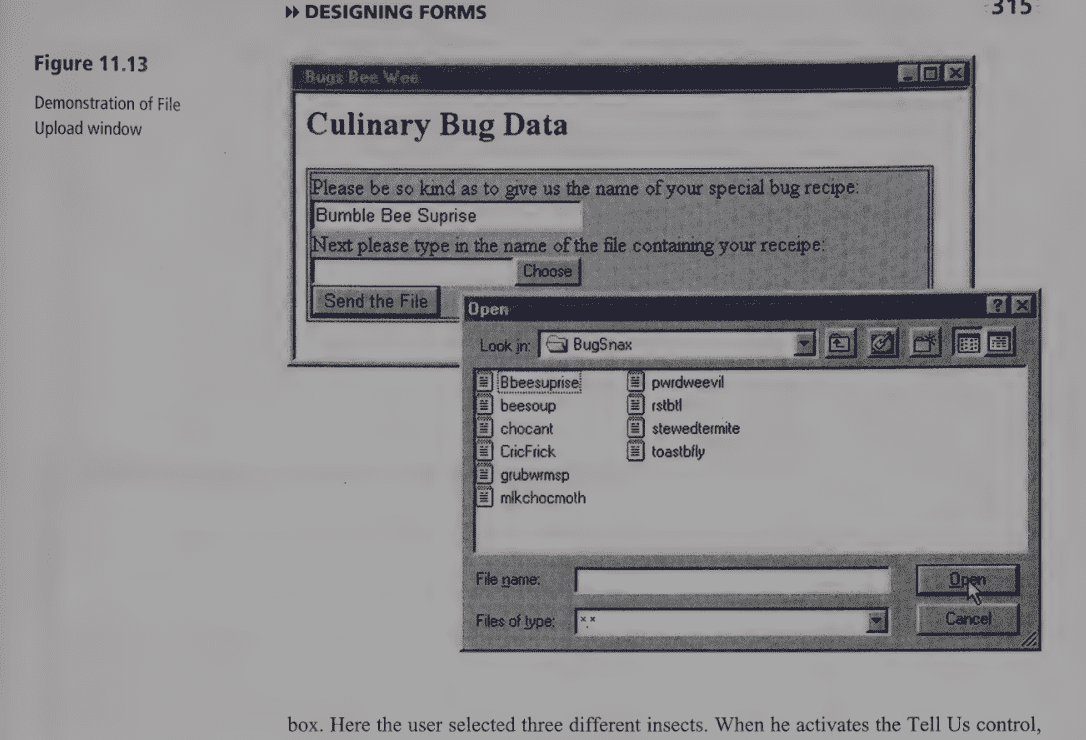 DESIGNING FORMS
315
Figure 11.13
Demonstration of File
Upload window
Bugs Bee Wee
Culinary Bug Data
Please be so kind as to give us the name of your special bug recipe:
Bumble Bee Suprise
Next please type in the name of the file containing your receipe:
Choose
Send the File
Open
Look in: BugSnax
Bbeesuprise
beesoup
chocant
CricFrick
grubwrmsp
mlkchocmoth
pwrdweevil
rstbtl
stewedtermite
toastbfly
File name:
Open
Files of type: *.*
Cancel
box. Here the user selected three different insects. When he activates the Tell Us control,